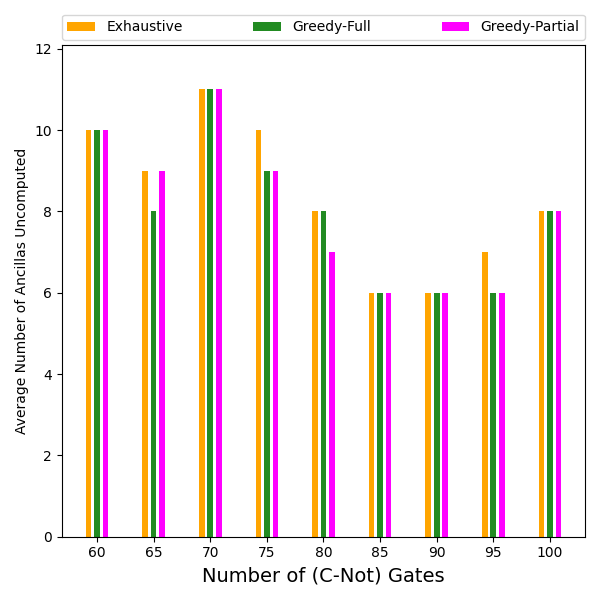 Exhaustive Greedy-Full Greedy-Partial
12
10
8
6
4
2
0
Average Number of Ancillas Uncomputed
60 65 70 75 80 85 90 95 100
Number of (C-Not) Gates